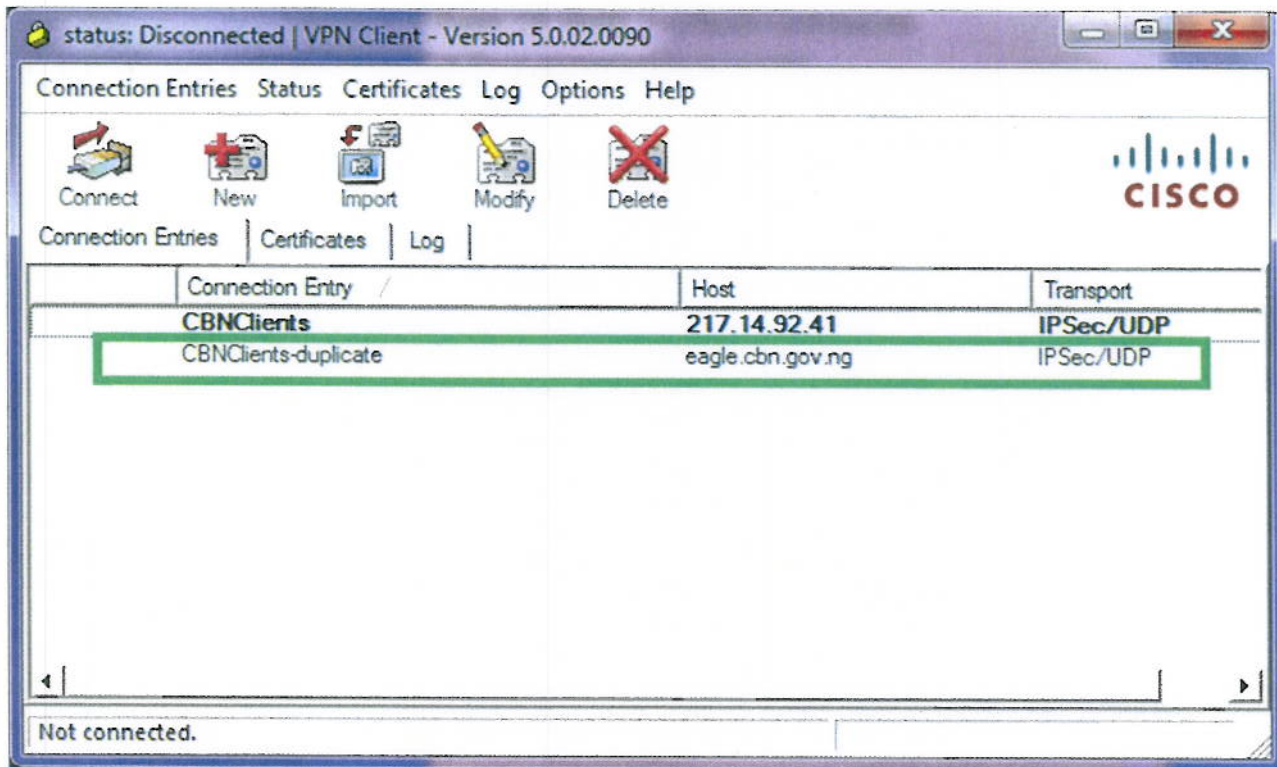 status: Disconnected | VPN Client - Version 5.0.02.0090
Connection Entries Status Certificates Log Options Help
Connect New Import Modify Delete
CISCO
Connection Entries Certificates Log
Connection Entry Host Transport
CBNClients 217.14.92.41 IPSec/UDP
CBNClients-duplicate eagle.cbn.gov.ng IPSec/UDP
Not connected.